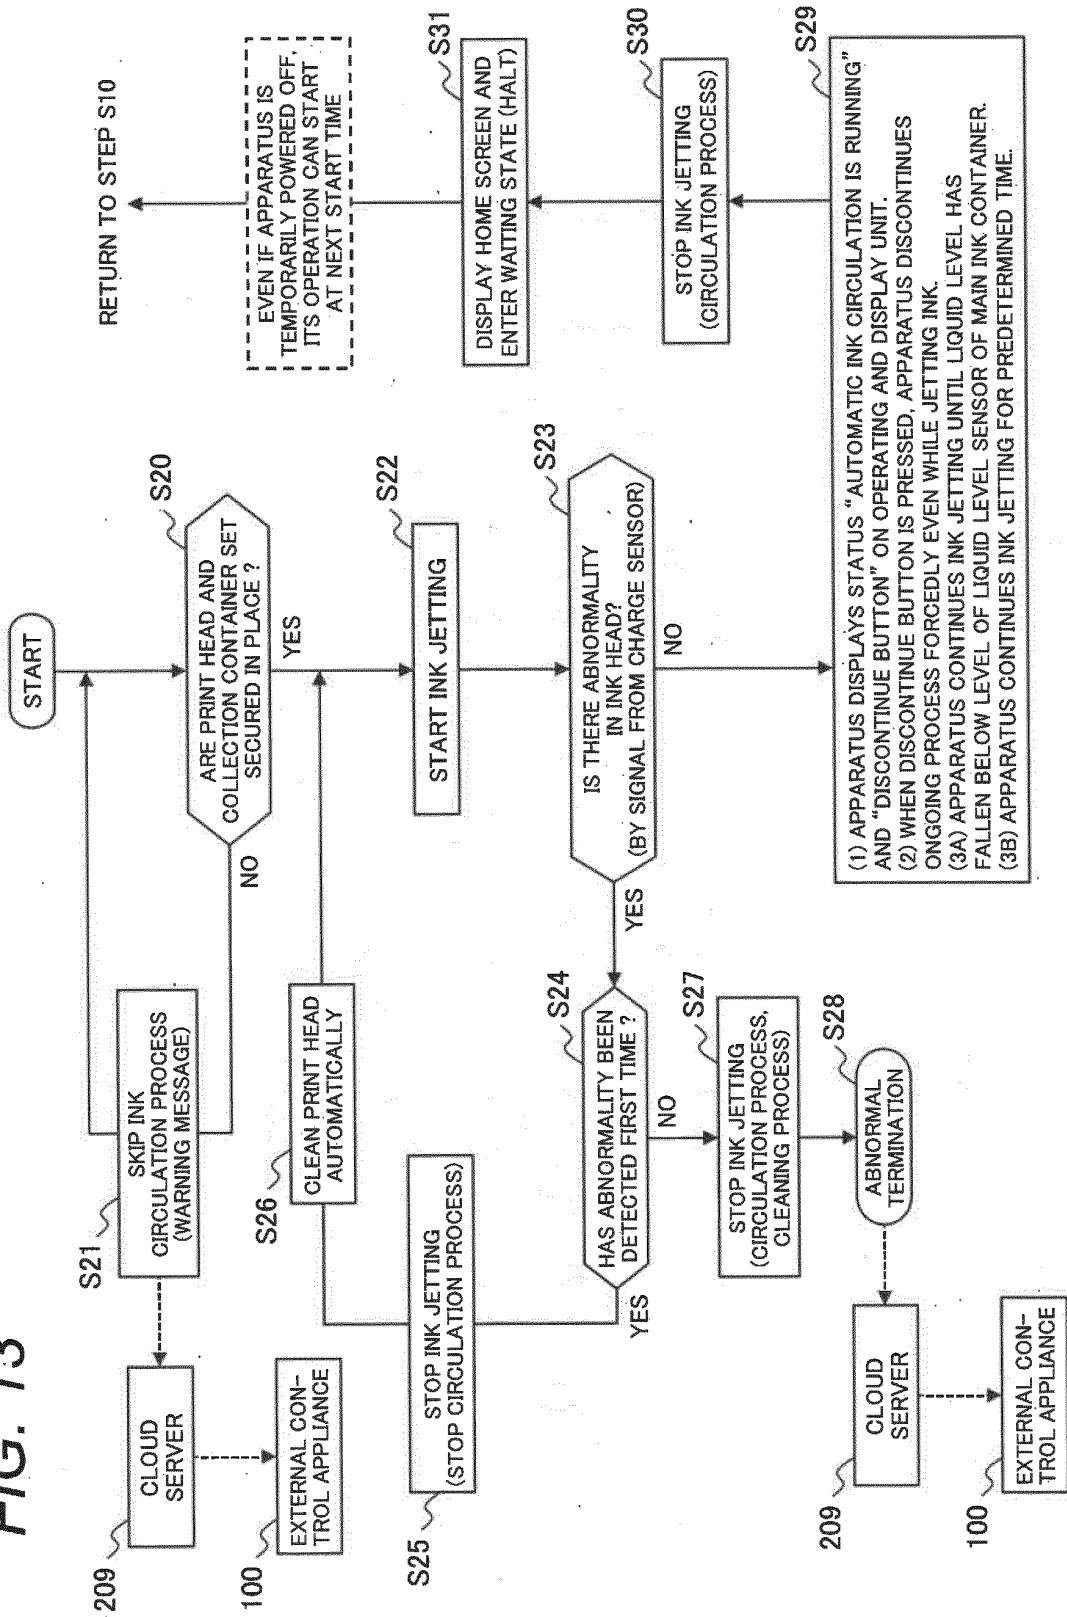 FIG. 13
START
ARE PRINT HEAD AND
COLLECTION CONTAINER SET
SECURED IN PLACE ?
S20
YES
NO
SKIP INK
CIRCULATION PROCESS
(WARNING MESSAGE)
S21
CLOUD
SERVER
209
EXTERNAL CON-
TROL APPLIANCE
100
START INK JETTING
S22
CLEAN PRINT HEAD
AUTOMATICALLY
S26
STOP INK JETTING
(STOP CIRCULATION PROCESS)
S25
IS THERE ABNORMALITY
IN INK HEAD?
(BY SIGNAL FROM CHARGE SENSOR)
S23
YES
NO
HAS ABNORMALITY BEEN
DETECTED FIRST TIME ?
S24
YES
NO
STOP INK JETTING
(CIRCULATION PROCESS,
CLEANING PROCESS)
S27
ABNORMAL
TERMINATION
S28
CLOUD
SERVER
209
EXTERNAL CON-
TROL APPLIANCE
100
(1) APPARATUS DISPLAYS STATUS "AUTOMATIC INK CIRCULATION IS RUNNING"
AND "DISCONTINUE BUTTON" ON OPERATING AND DISPLAY UNIT.
(2) WHEN DISCONTINUE BUTTON IS PRESSED, APPARATUS DISCONTINUES
ONGOING PROCESS FORCEDLY EVEN WHILE JETTING INK.
(3A) APPARATUS CONTINUES INK JETTING UNTIL LIQUID LEVEL HAS
FALLEN BELOW LEVEL OF LIQUID LEVEL SENSOR OF MAIN INK CONTAINER.
(3B) APPARATUS CONTINUES INK JETTING FOR PREDETERMINED TIME.
S29
STOP INK JETTING
(CIRCULATION PROCESS)
S30
DISPLAY HOME SCREEN AND
ENTER WAITING STATE (HALT)
S31
EVEN IF APPARATUS IS
TEMPORARILY POWERED OFF,
ITS OPERATION CAN START
AT NEXT START TIME
RETURN TO STEP S10